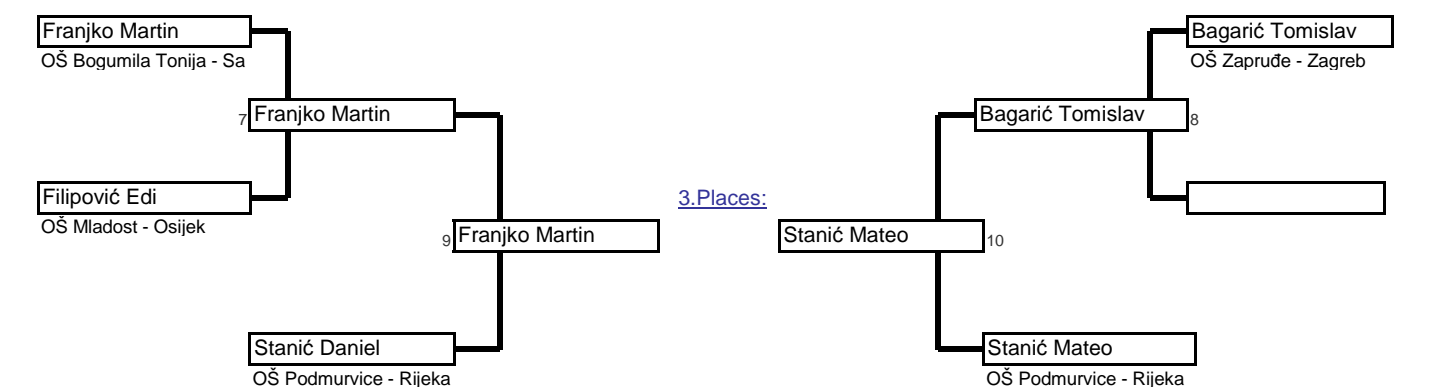 Franjko Martin
OŠ Bogumila Tonija - Sa
Bagarić Tomislav
OŠ Zapruđe - Zagreb
7 Franjko Martin
Bagarić Tomislav 8
Filipović Edi
OŠ Mladost - Osijek
3.Places:
9 Franjko Martin
Stanić Mateo 10
Stanić Daniel
OŠ Podmurvice - Rijeka
Stanić Mateo
OŠ Podmurvice - Rijeka